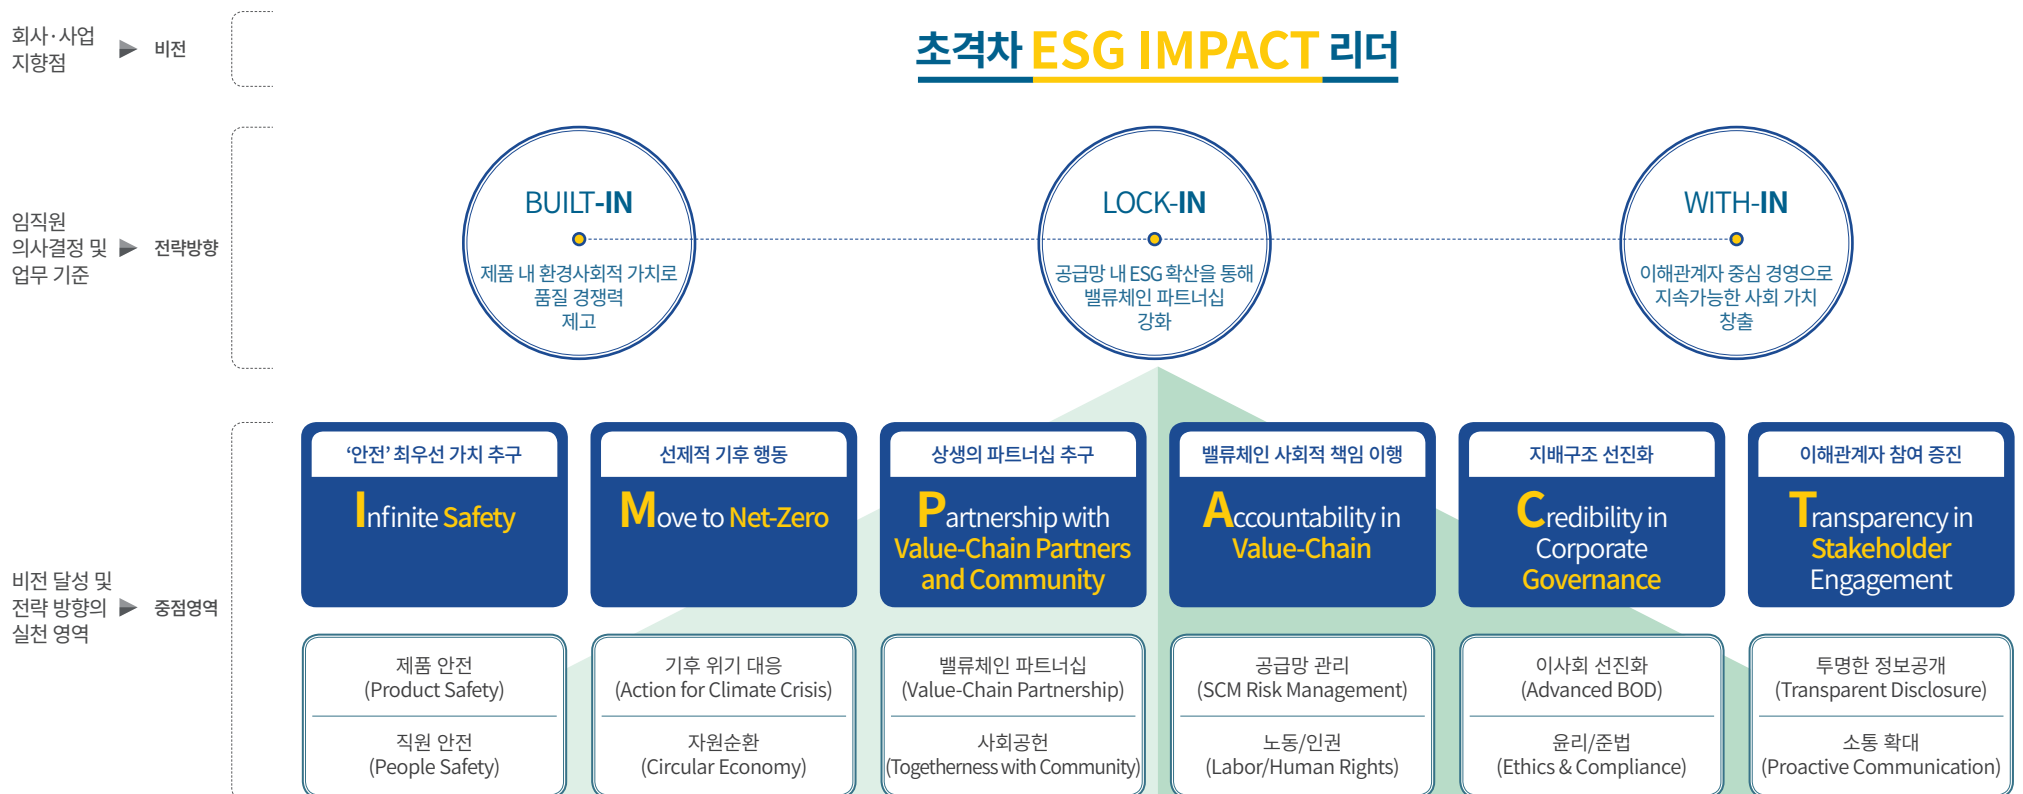 회사·사업
지향점
비전
초격차 ESG IMPACT 리더
임직원
의사결정 및
업무 기준
전략방향
BUILT-IN
제품 내 환경사회적 가치로
품질 경쟁력
제고
LOCK-IN
공급망 내 ESG 확산을 통해
밸류체인 파트너십
강화
WITH-IN
이해관계자 중심 경영으로
지속가능한 사회 가치
창출
비전 달성 및
전략 방향의
실천 영역
중점영역
‘안전’ 최우선 가치 추구
Infinite Safety
제품 안전
(Product Safety)
직원 안전
(People Safety)
선제적 기후 행동
Move to Net-Zero
기후 위기 대응
(Action for Climate Crisis)
자원순환
(Circular Economy)
상생의 파트너십 추구
Partnership with
Value-Chain Partners
and Community
밸류체인 파트너십
(Value-Chain Partnership)
사회공헌
(Togetherness with Community)
밸류체인 사회적 책임 이행
Accountability in
Value-Chain
공급망 관리
(SCM Risk Management)
노동/인권
(Labor/Human Rights)
지배구조 선진화
Credibility in
Corporate
Governance
이사회 선진화
(Advanced BOD)
윤리/준법
(Ethics & Compliance)
이해관계자 참여 증진
Transparency in
Stakeholder
Engagement
투명한 정보공개
(Transparent Disclosure)
소통 확대
(Proactive Communication)